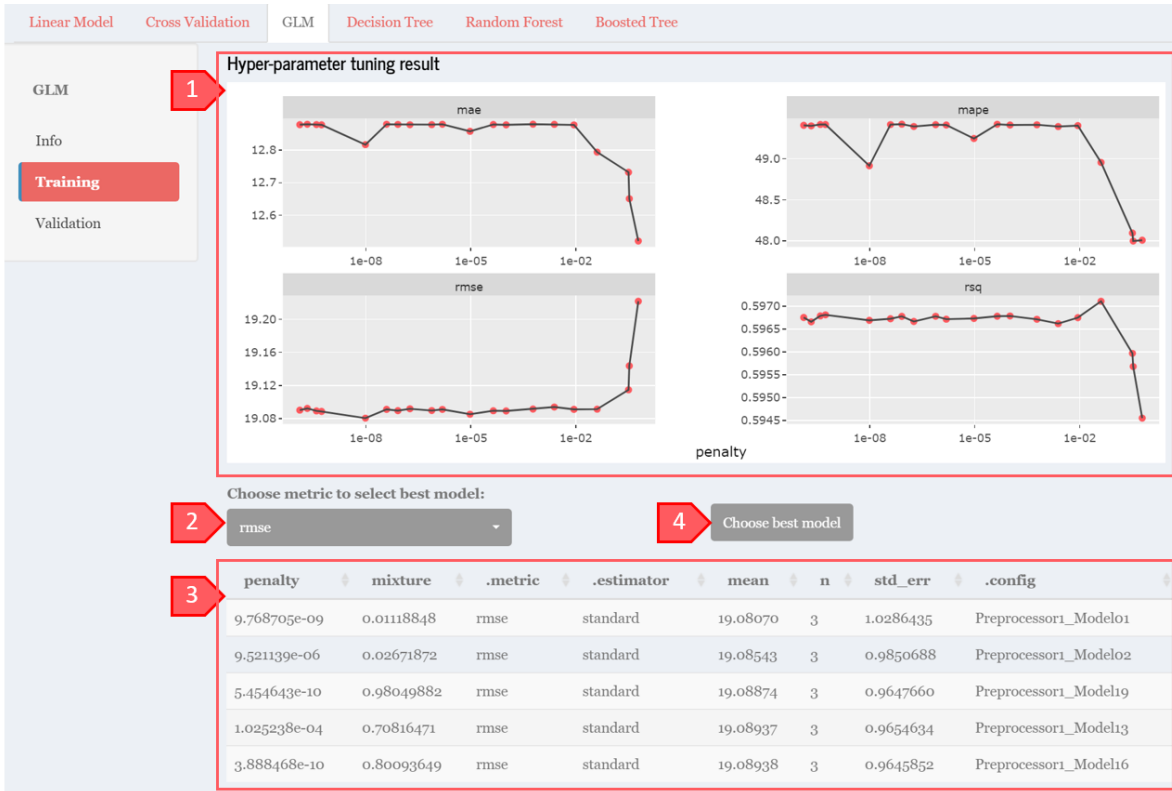 Linear Model Cross Validation GLM Decision Tree Random Forest Boosted Tree
GLM
Info
Training
Validation
1
Hyper-parameter tuning result
mae
12.8
12.7
12.6
1e-08 1e-05 1e-02
mape
49.0
48.5
48.0
1e-08 1e-05 1e-02
rmse
19.20
19.16
19.12
19.08
1e-08 1e-05 1e-02
rsq
0.5970
0.5965
0.5960
0.5955
0.5950
0.5945
1e-08 1e-05 1e-02
penalty
Choose metric to select best model:
2
rmse
4
Choose best model
3
penalty mixture .metric .estimator mean n std_err .config
9.768705e-09 0.01118848 rmse standard 19.08070 3 1.0286435 Preprocessor1_Model01
9.521139e-06 0.02671872 rmse standard 19.08543 3 0.9850688 Preprocessor1_Model02
5.454643e-10 0.98049882 rmse standard 19.08874 3 0.9647660 Preprocessor1_Model19
1.025238e-04 0.70816471 rmse standard 19.08937 3 0.9654634 Preprocessor1_Model13
3.888468e-10 0.80093649 rmse standard 19.08938 3 0.9645852 Preprocessor1_Model16